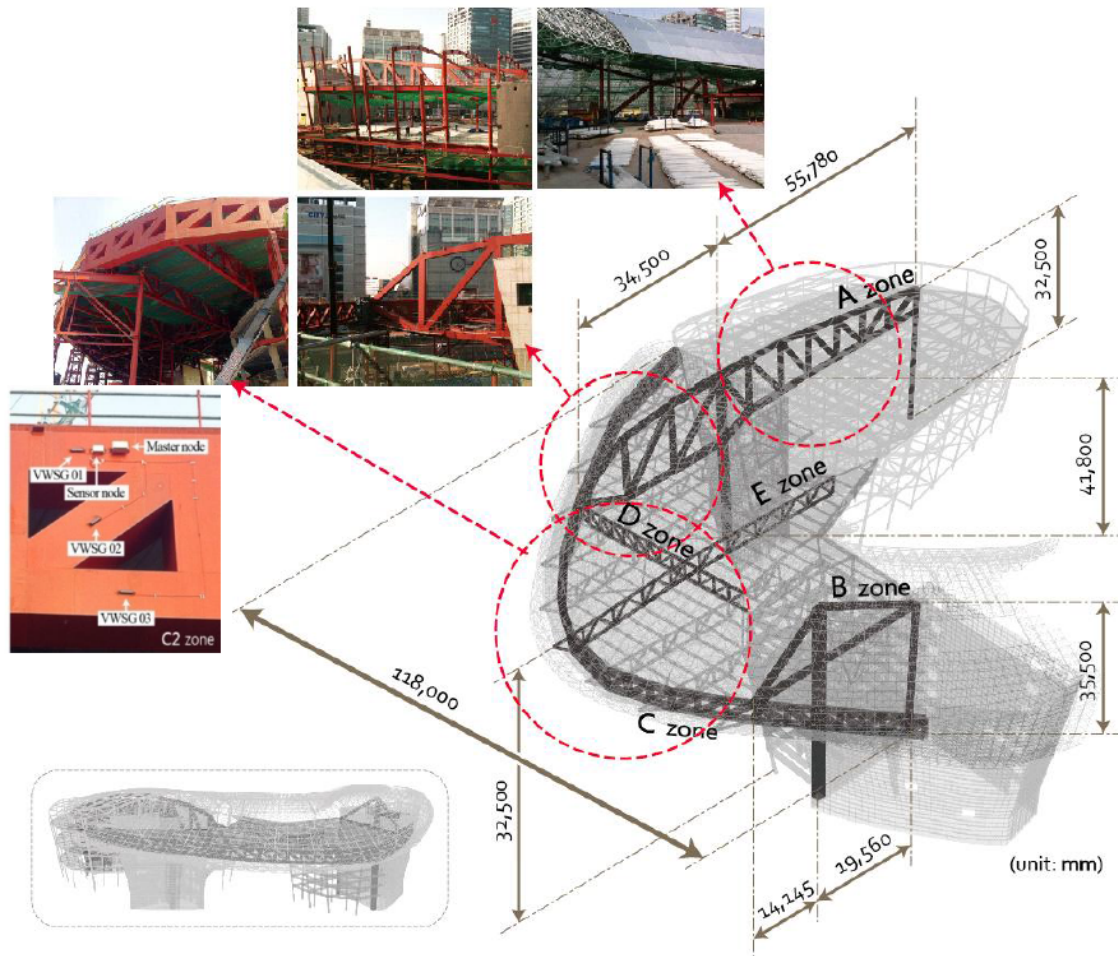 CITY
55,780
34,500
32,500
A zone
Master node
VWSG 01
Sensor node
VWSG 02
VWSG 03
C2 zone
41,800
E zone
D zone
B zone
35,500
118,000
C zone
32,500
19,560
14,145
(unit: mm)